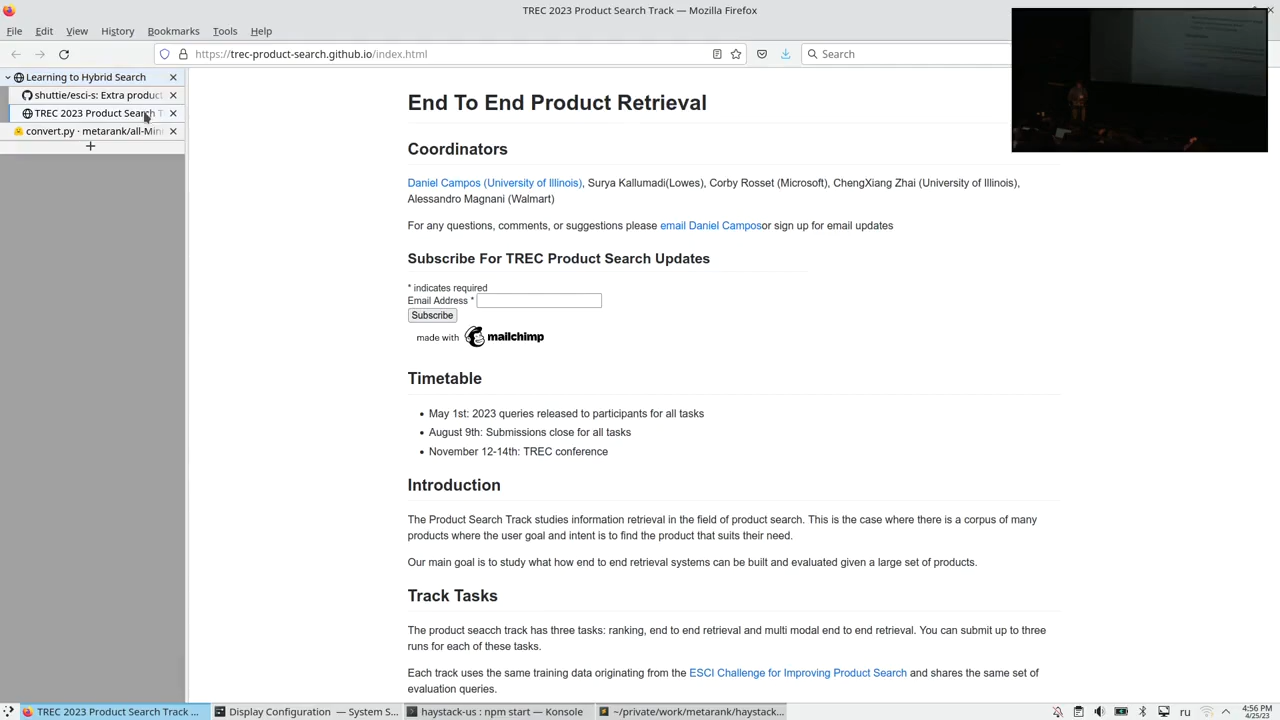 TREC 2023 Product Search Track — Mozilla Firefox
File Edit View History Bookmarks Tools Help
https://trec-product-search.github.io/index.html
Search
Learning to Hybrid Search
shuttie/esci-s: Extra product
TREC 2023 Product Search T
convert.py · metarank/all-Min
End To End Product Retrieval
Coordinators
Daniel Campos (University of Illinois), Surya Kallumadi(Lowes), Corby Rosset (Microsoft), ChengXiang Zhai (University of Illinois),
Alessandro Magnani (Walmart)
For any questions, comments, or suggestions please email Daniel Camposor sign up for email updates
Subscribe For TREC Product Search Updates
* indicates required
Email Address *
Subscribe
made with mailchimp
Timetable
• May 1st: 2023 queries released to participants for all tasks
• August 9th: Submissions close for all tasks
• November 12-14th: TREC conference
Introduction
The Product Search Track studies information retrieval in the field of product search. This is the case where there is a corpus of many
products where the user goal and intent is to find the product that suits their need.
Our main goal is to study what how end to end retrieval systems can be built and evaluated given a large set of products.
Track Tasks
The product seacch track has three tasks: ranking, end to end retrieval and multi modal end to end retrieval. You can submit up to three
runs for each of these tasks.
Each track uses the same training data originating from the ESCI Challenge for Improving Product Search and shares the same set of
evaluation queries.
TREC 2023 Product Search Track ...
Display Configuration — System S...
haystack-us : npm start — Konsole
~/private/work/metarank/haystack...
ru
4:56 PM
4/25/23